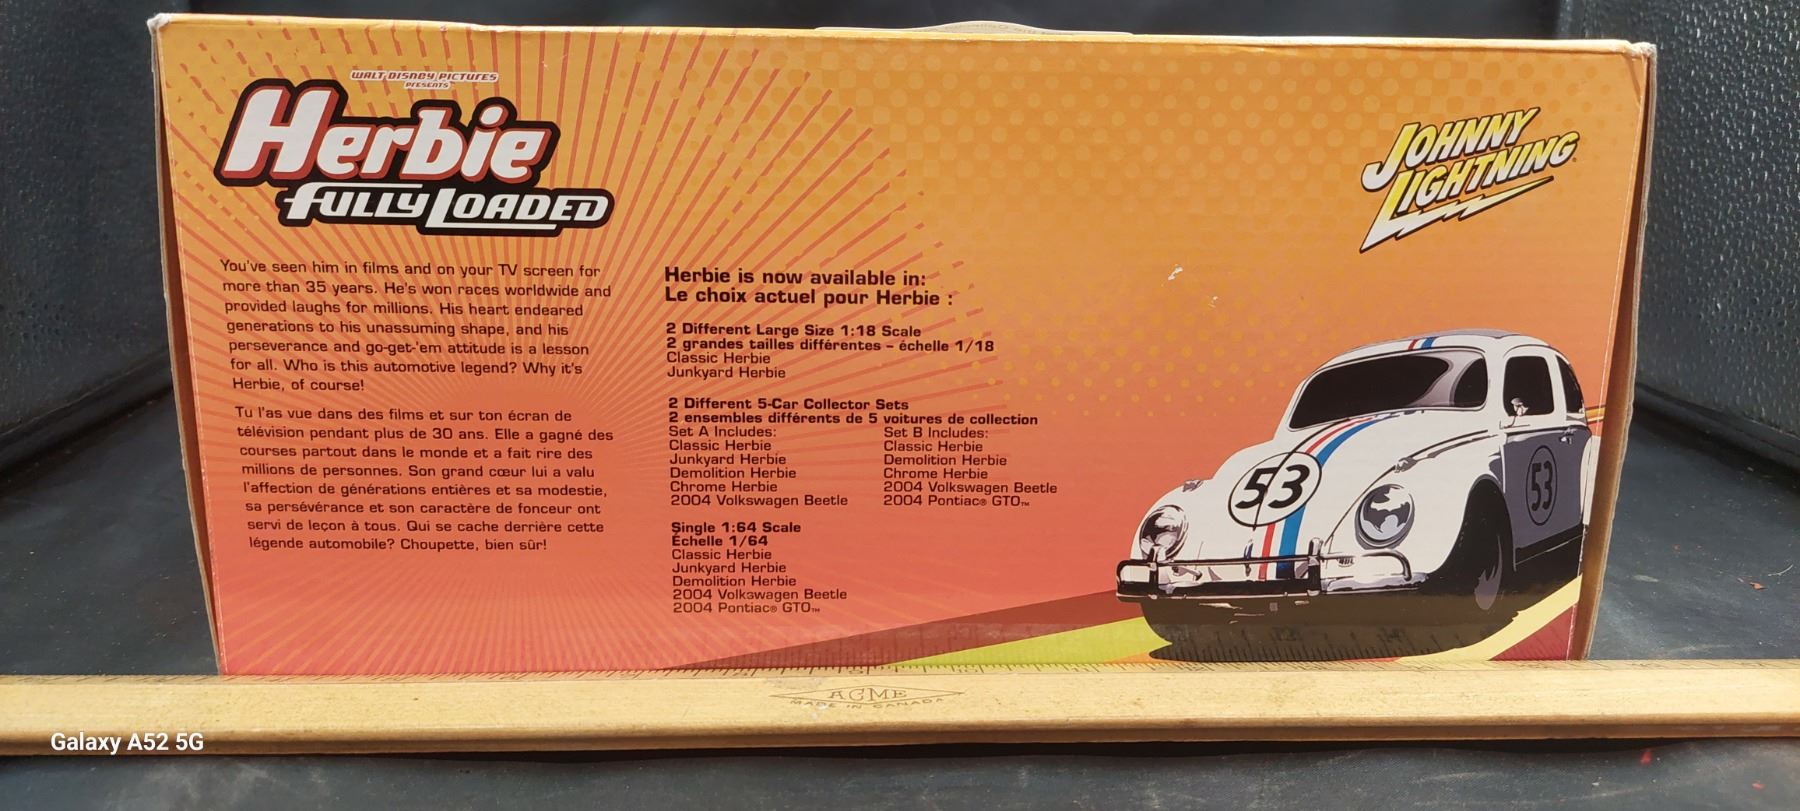 WALT DISNEY PICTURES
PRESENTS
Herbie
FULLY LOADED
JOHNNY
LIGHTNING
You've seen him in films and on your TV screen for
more than 35 years. He's won races worldwide and
provided laughs for millions. His heart endeared
generations to his unassuming shape, and his
perseverance and go-get-'em attitude is a lesson
for all. Who is this automotive legend? Why it's
Herbie, of course!
Tu l'as vue dans des films et sur ton écran de
télévision pendant plus de 30 ans. Elle a gagné des
courses partout dans le monde et a fait rire des
millions de personnes. Son grand cœur lui a valu
l'affection de générations entières et sa modestie,
sa persévérance et son caractère de fonceur ont
servi de leçon à tous. Qui se cache derrière cette
légende automobile? Choupette, bien sûr!
Herbie is now available in:
Le choix actuel pour Herbie :
2 Different Large Size 1:18 Scale
2 grandes tailles différentes – échelle 1/18
Classic Herbie
Junkyard Herbie
2 Different 5-Car Collector Sets
2 ensembles différents de 5 voitures de collection
Set A Includes:
Classic Herbie
Junkyard Herbie
Demolition Herbie
Chrome Herbie
2004 Volkswagen Beetle
Set B Includes:
Classic Herbie
Demolition Herbie
Chrome Herbie
2004 Volkswagen Beetle
2004 Pontiac® GTO™
Single 1:64 Scale
Échelle 1/64
Classic Herbie
Junkyard Herbie
Demolition Herbie
2004 Volkswagen Beetle
2004 Pontiac® GTO™
53
53
ACME
MADE IN CANADA
Galaxy A52 5G